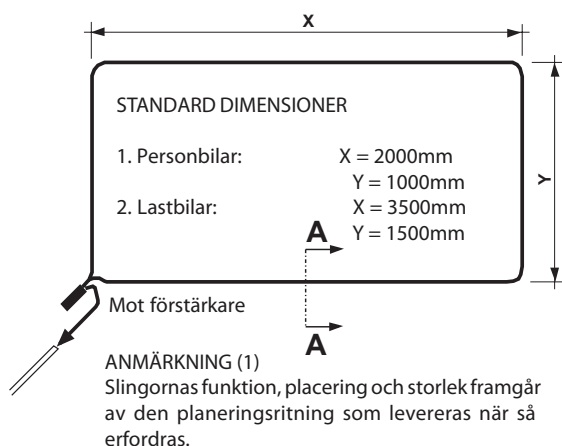 X
Y
STANDARD DIMENSIONER
1. Personbilar: X = 2000mm
Y = 1000mm
2. Lastbilar: X = 3500mm
Y = 1500mm
A
A
Mot förstärkare
ANMÄRKNING (1)
Slingornas funktion, placering och storlek framgår
av den planeringsritning som levereras när så
erfordras.